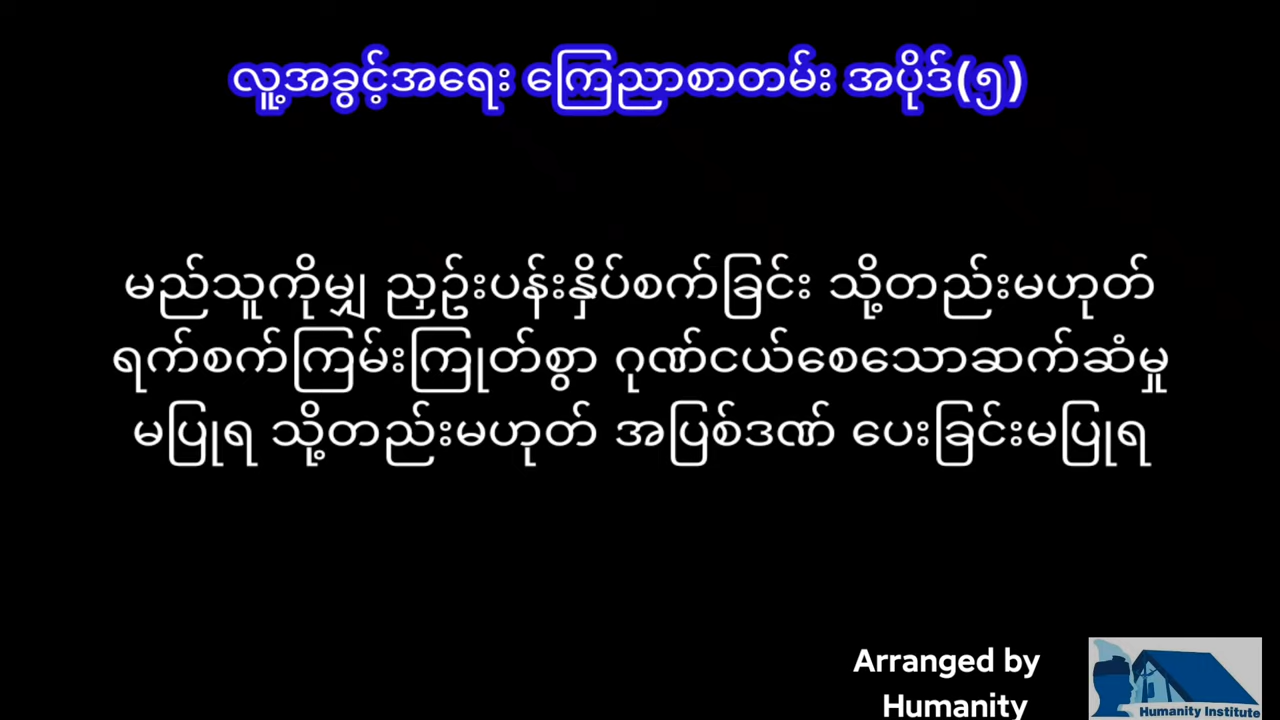 လူ့အခွင့်အရေး ကြေညာစာတမ်း အပိုဒ်(၅)
မည်သူကိုမျှ ညှဥ်းပန်းနှိပ်စက်ခြင်း သို့တည်းမဟုတ်
ရက်စက်ကြမ်းကြုတ်စွာ ဂုဏ်ငယ်စေသောဆက်ဆံမှု
မပြုရ သို့တည်းမဟုတ် အပြစ်ဒဏ် ပေးခြင်းမပြုရ
Arranged by
Humanity
Humanity Institute